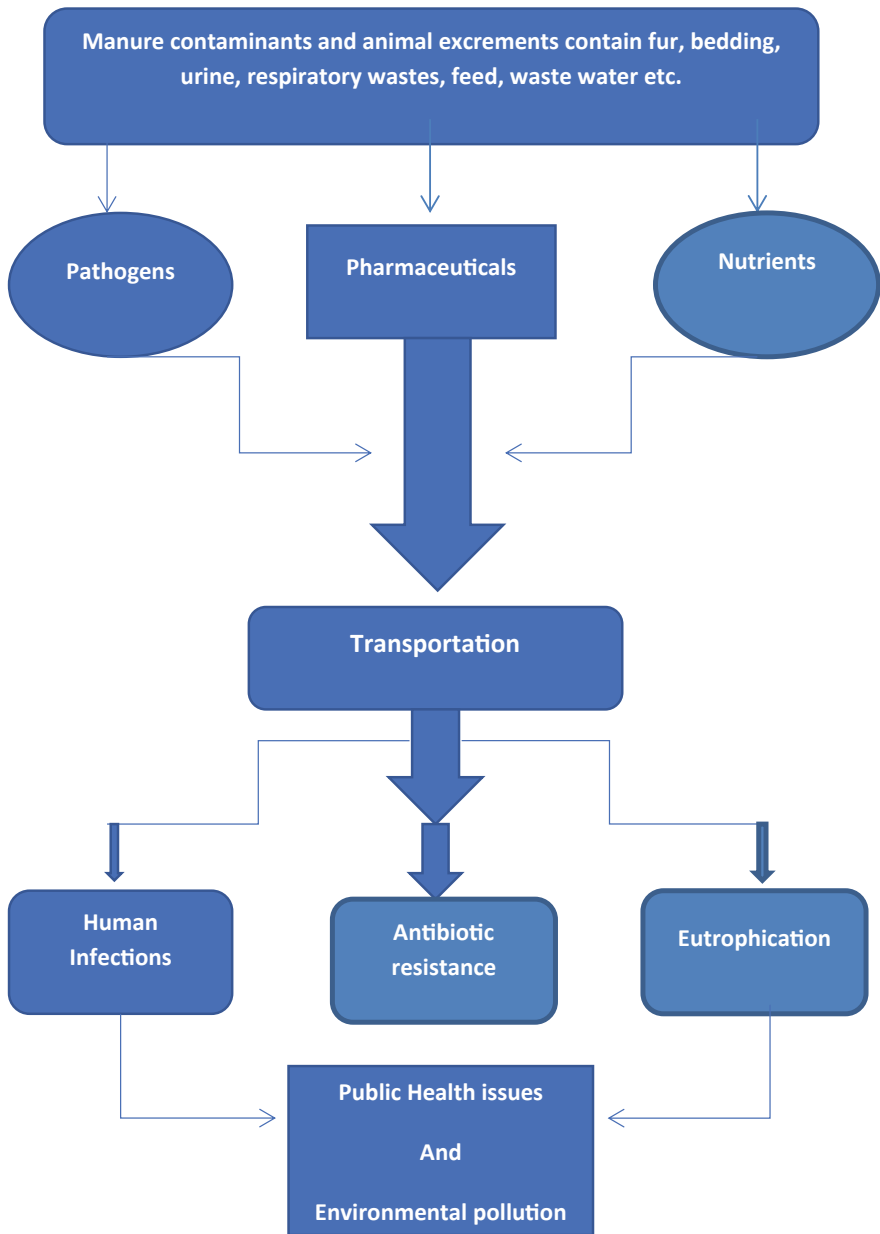 Manure contaminants and animal excrements contain fur, bedding,
urine, respiratory wastes, feed, waste water etc.
Pathogens
Pharmaceuticals
Nutrients
Transportation
Human
Infections
Antibiotic
resistance
Eutrophication
Public Health issues
And
Environmental pollution